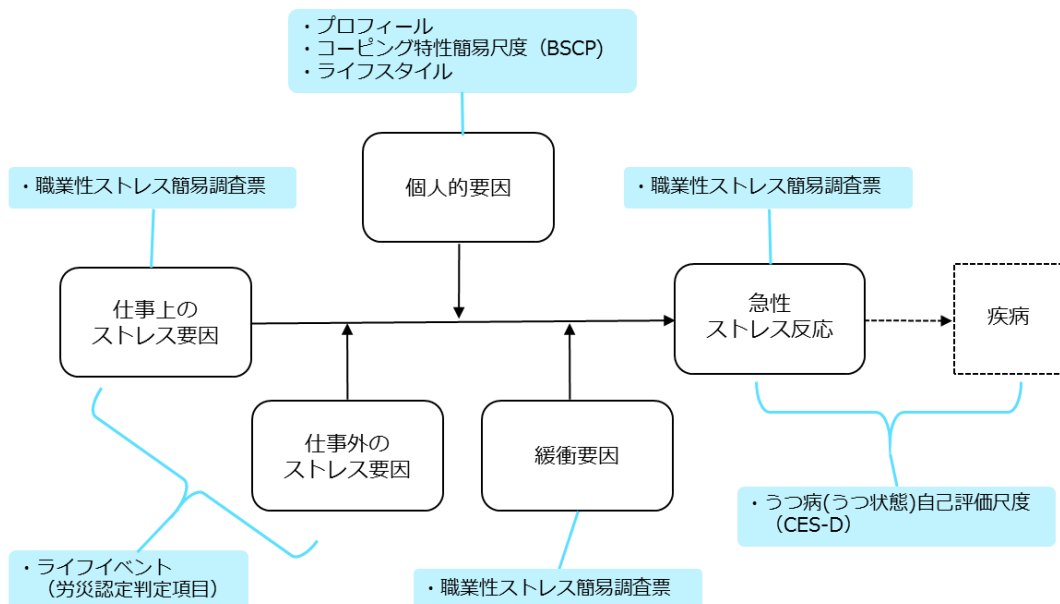 ・プロフィール
・コーピング特性簡易尺度（BSCP)
・ライフスタイル
・職業性ストレス簡易調査票
個人的要因
・職業性ストレス簡易調査票
仕事上の
ストレス要因
急性
ストレス反応
疾病
仕事外の
ストレス要因
緩衝要因
・うつ病(うつ状態)自己評価尺度
（CES-D）
・ライフイベント
（労災認定判定項目）
・職業性ストレス簡易調査票